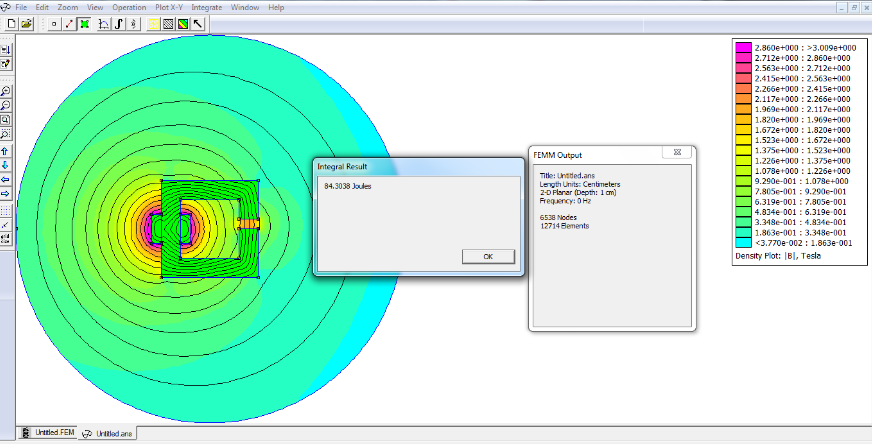 File Edit Zoom View Operation Plot X-Y Integrate Window Help
Integral Result
84.3038 Joules
OK
FEMM Output
Title: Untitled.ans
Length Units: Centimeters
2-D Planar (Depth: 1 cm)
Frequency: 0 Hz
6538 Nodes
12714 Elements
2.860e+000 : >3.009e+000
2.712e+000 : 2.860e+000
2.563e+000 : 2.712e+000
2.415e+000 : 2.563e+000
2.266e+000 : 2.415e+000
2.117e+000 : 2.266e+000
1.969e+000 : 2.117e+000
1.820e+000 : 1.969e+000
1.672e+000 : 1.820e+000
1.523e+000 : 1.672e+000
1.375e+000 : 1.523e+000
1.226e+000 : 1.375e+000
1.078e+000 : 1.226e+000
9.290e-001 : 1.078e+000
7.805e-001 : 9.290e-001
6.319e-001 : 7.805e-001
4.834e-001 : 6.319e-001
3.348e-001 : 4.834e-001
1.863e-001 : 3.348e-001
<3.770e-002 : 1.863e-001
Density Plot: |B|, Tesla
Untitled.FEM Untitled.ans